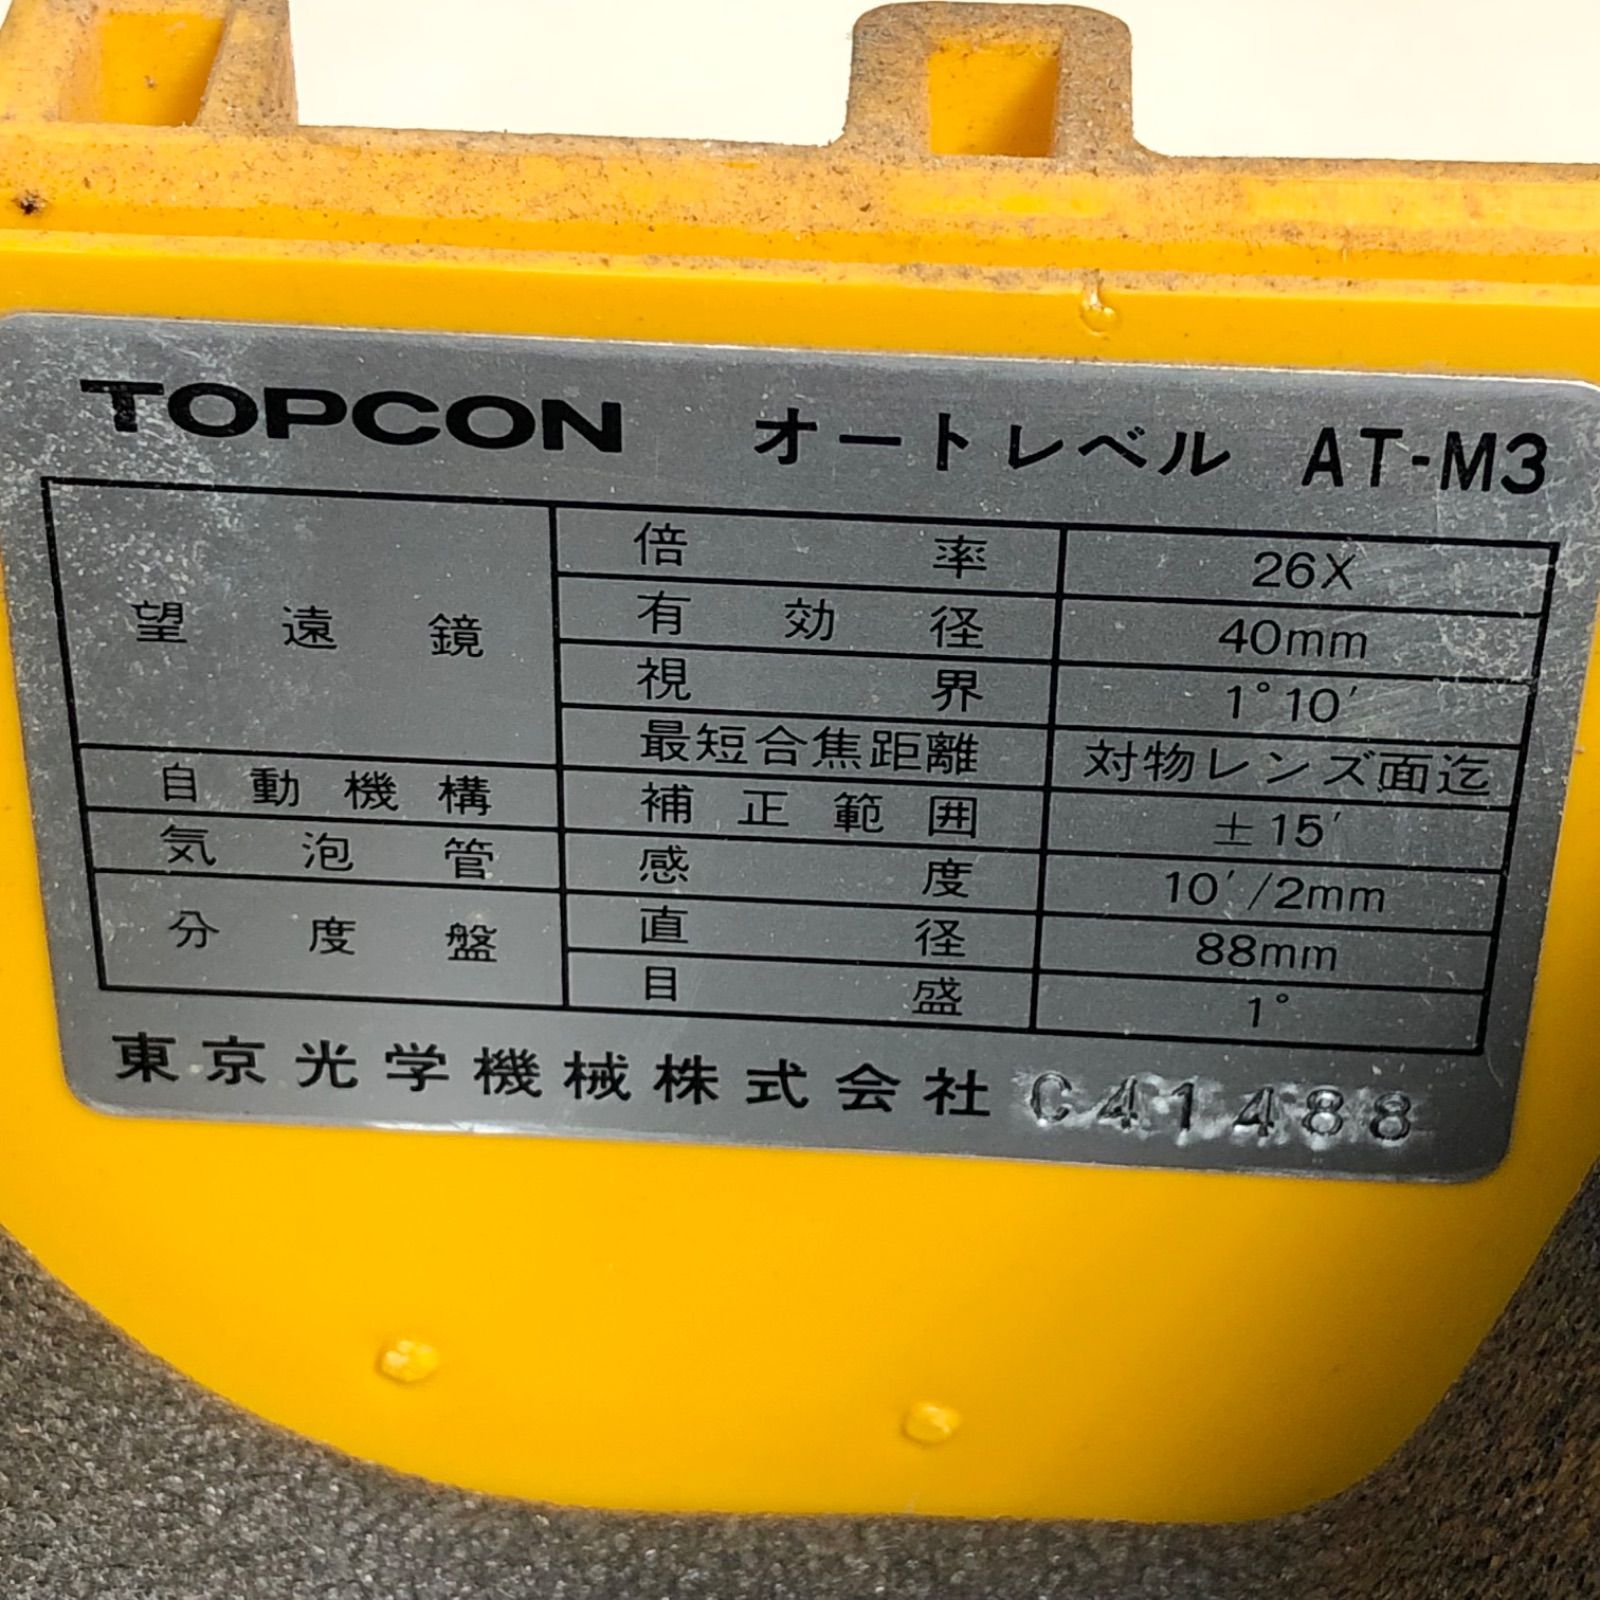 TOPCON オートレベル AT-M3
望遠鏡 倍率 26X
有効径 40mm
視界 1°10′
最短合焦距離 対物レンズ面迄
自動機構 補正範囲 ±15′
気泡管 感度 10′/2mm
分度盤 直径 88mm
目盛 1°
東京光学機械株式会社 C41488